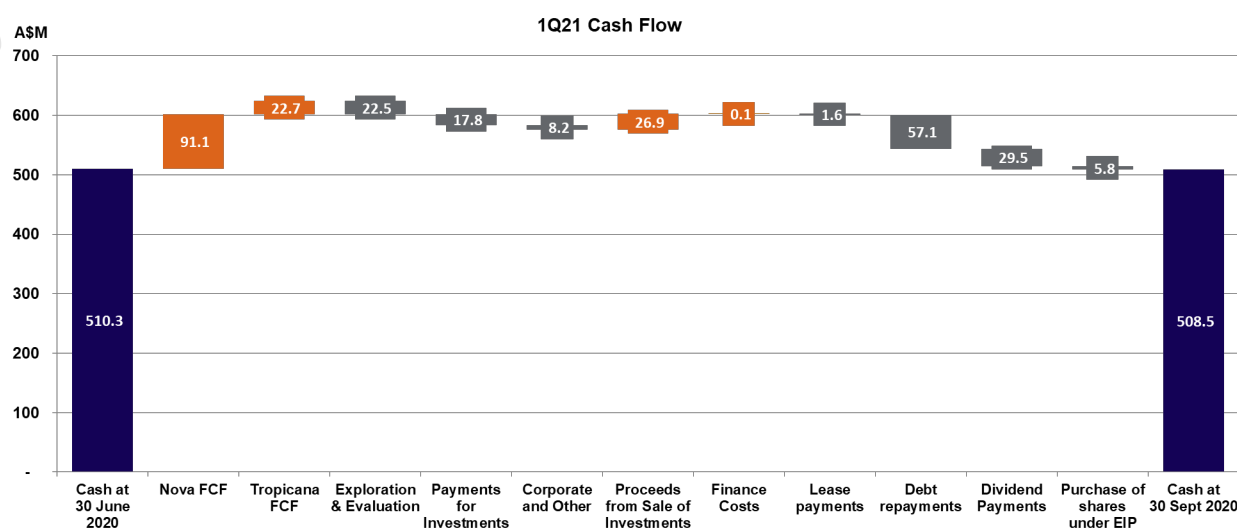 1Q21 Cash Flow
A$M
700
600
500
400
300
200
100
-
510.3
91.1
22.7
22.5
17.8
8.2
26.9
0.1
1.6
57.1
29.5
5.8
508.5
Cash at
30 June
2020
Nova FCF
Tropicana
FCF
Exploration
& Evaluation
Payments
for
Investments
Corporate
and Other
Proceeds
from Sale of
Investments
Finance
Costs
Lease
payments
Debt
repayments
Dividend
Payments
Purchase of
shares
under EIP
Cash at
30 Sept 2020